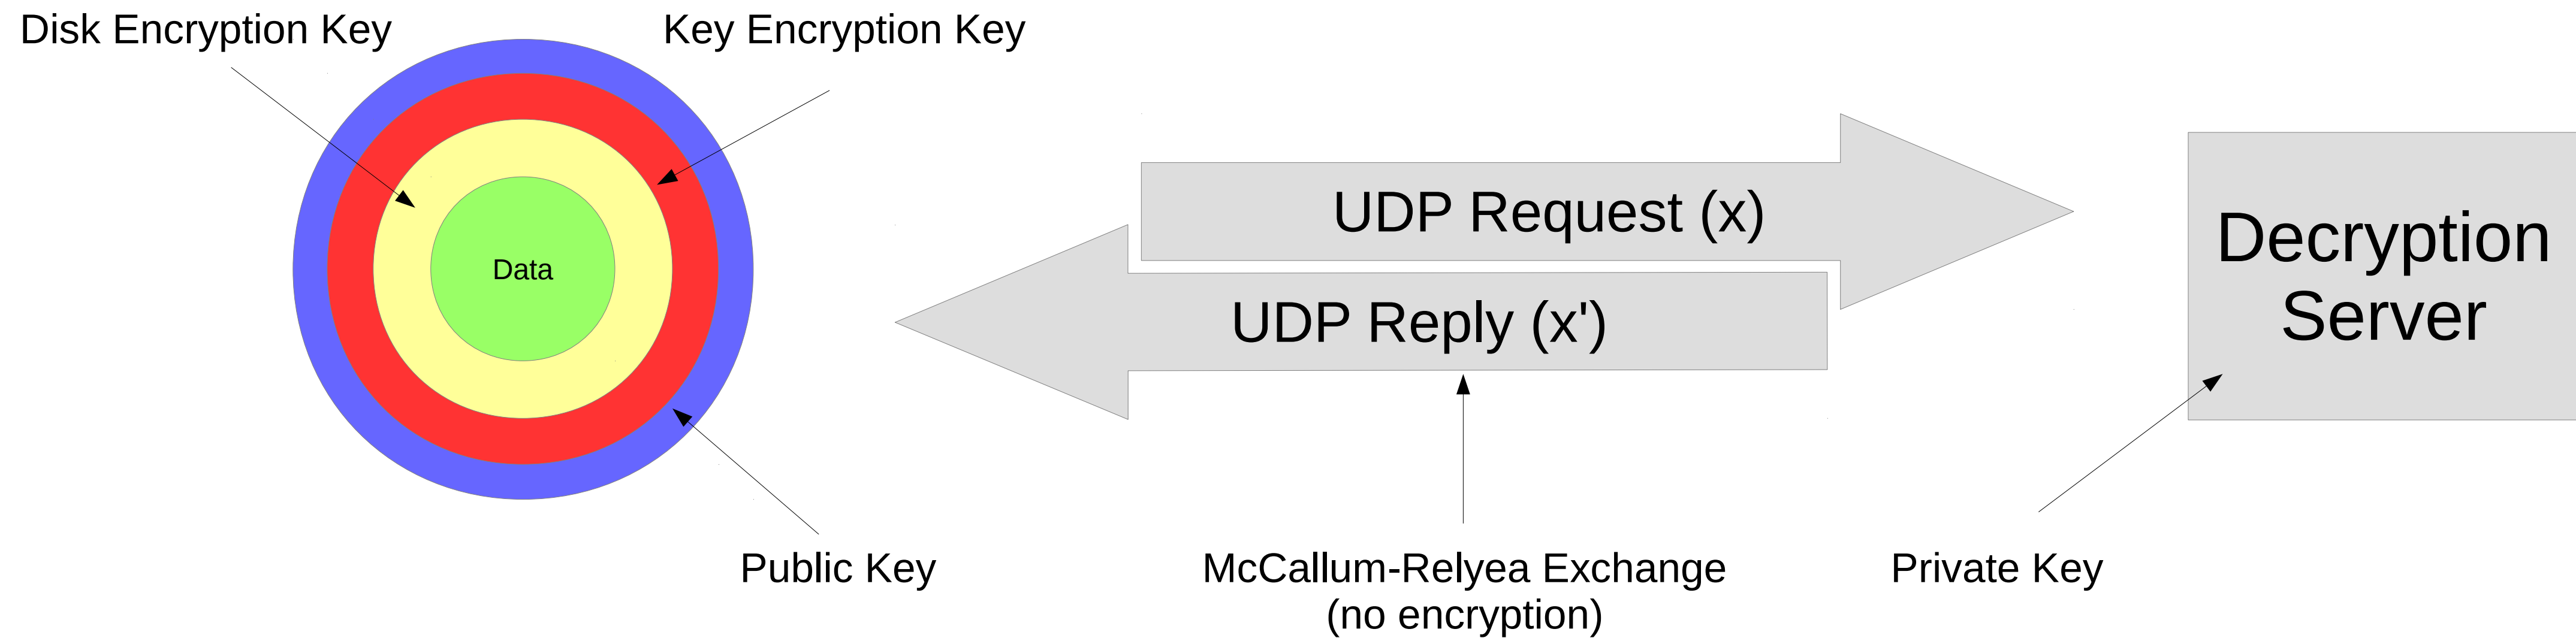 Disk Encryption Key
Key Encryption Key
Data
UDP Request (x)
UDP Reply (x')
Decryption
Server
Public Key
McCallum-Relyea Exchange
(no encryption)
Private Key